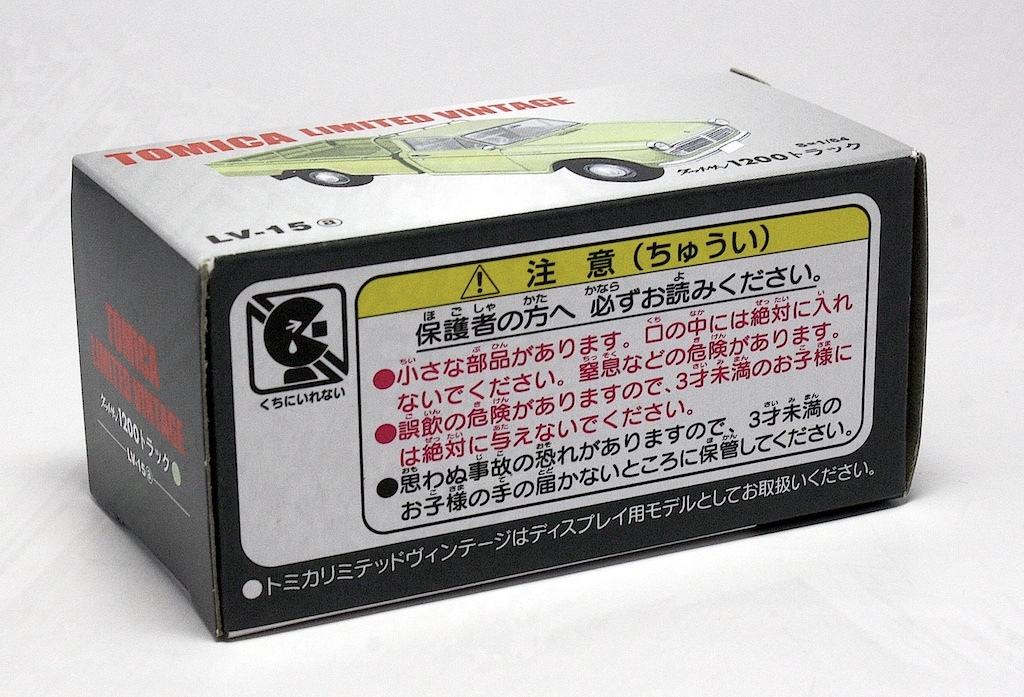 TOMICA LIMITED VINTAGE
S=1/64
ダットサン1200トラック
LV-15 ⓐ
注意(ちゅうい)
保護者の方へ 必ずお読みください。
くちにいれない
●小さな部品があります。口の中には絶対に入れ
ないでください。窒息などの危険があります。
●誤飲の危険がありますので、3才未満のお子様に
は絶対に与えないでください。
●思わぬ事故の恐れがありますので、3才未満の
お子様の手の届かないところに保管してください。
●トミカリミテッドヴィンテージはディスプレイ用モデルとしてお取扱いください。
TOMICA
LIMITED VINTAGE
ダットサン1200トラック
LV-15ⓐ